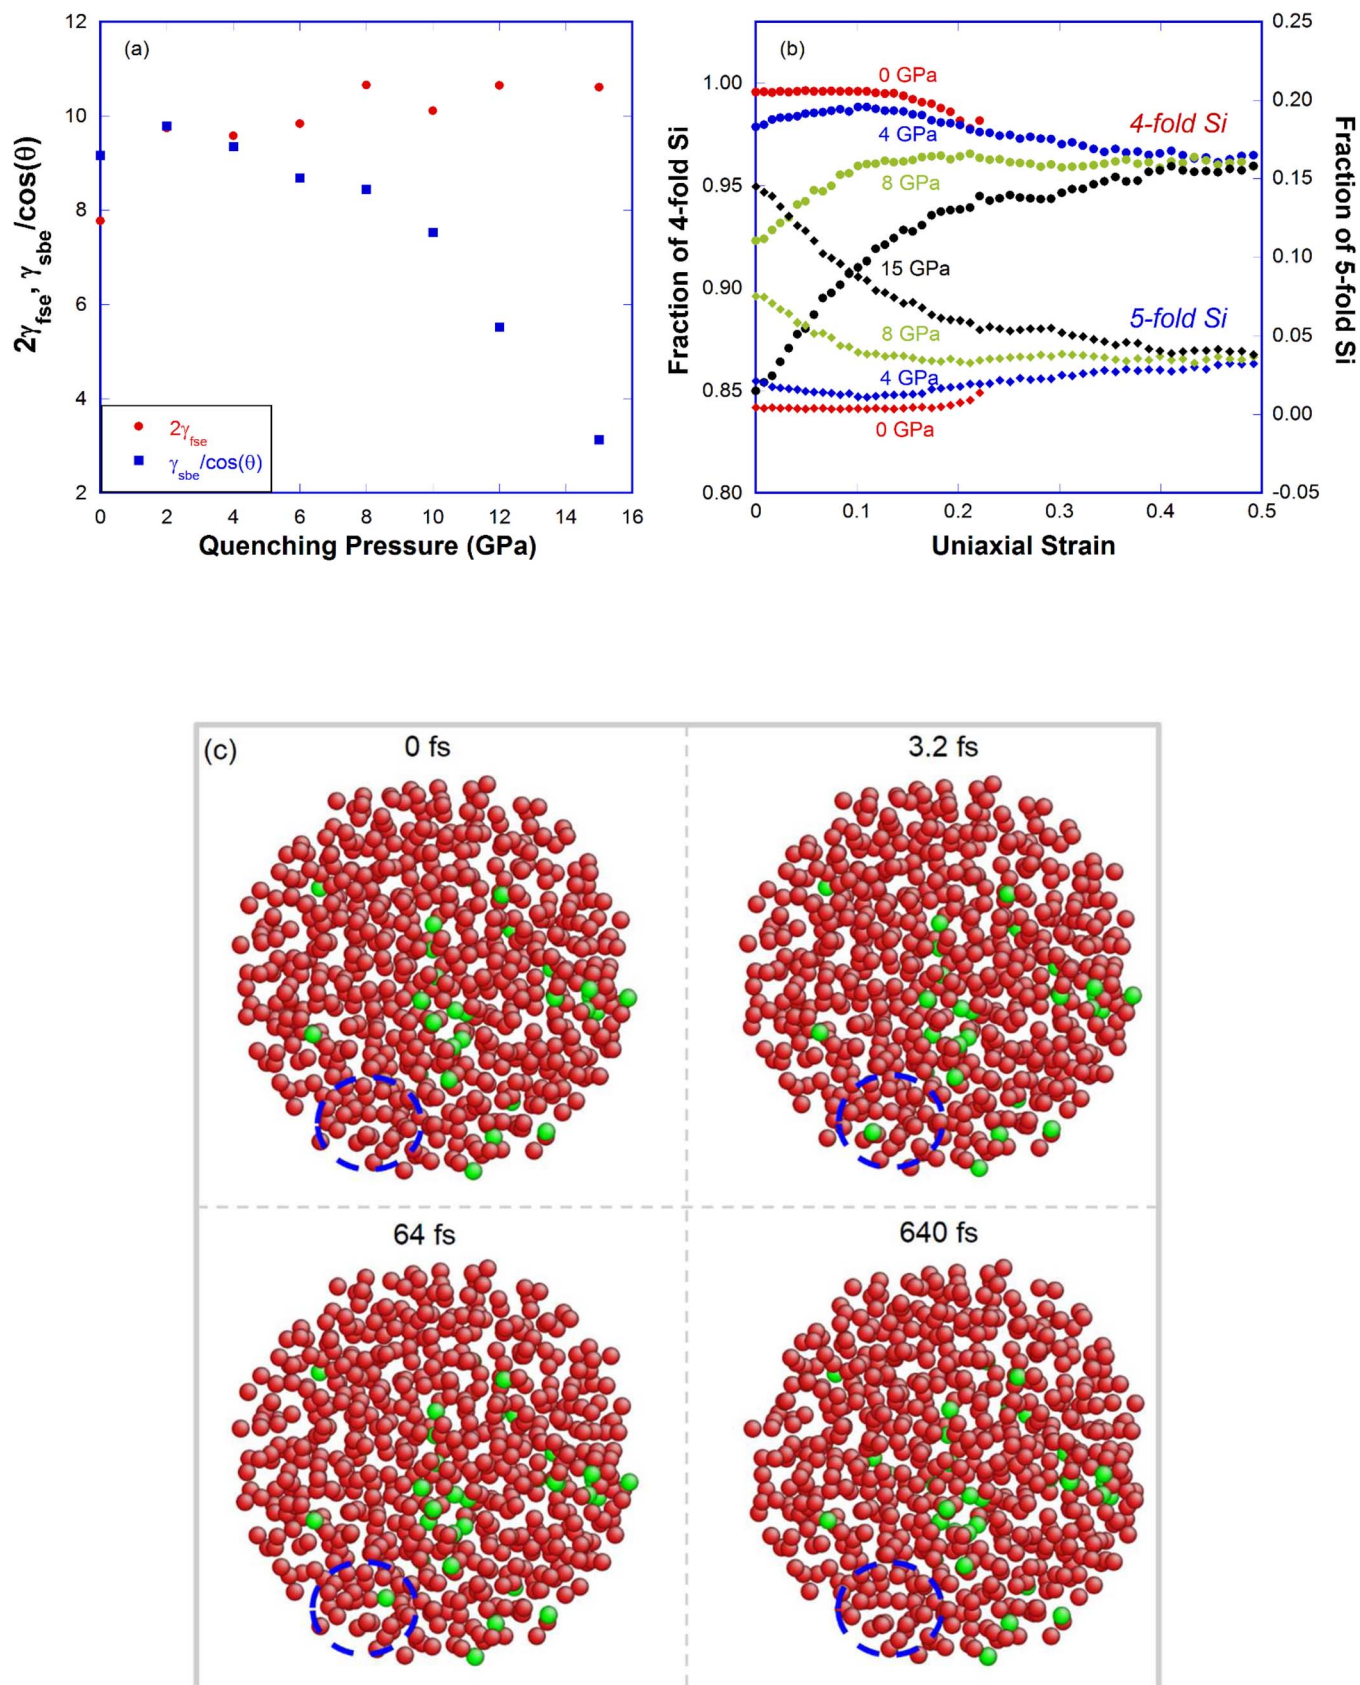 (a)
12
10
8
6
4
2
2γfse, γsbe/cos(θ)
2γfse
γsbe/cos(θ)
0 2 4 6 8 10 12 14 16
Quenching Pressure (GPa)
(b)
1.00
0.95
0.90
0.85
0.80
Fraction of 4-fold Si
0 GPa
4-fold Si
4 GPa
8 GPa
15 GPa
8 GPa
5-fold Si
4 GPa
0 GPa
0.25
0.20
0.15
0.10
0.05
0.00
-0.05
Fraction of 5-fold Si
0 0.1 0.2 0.3 0.4 0.5
Uniaxial Strain
(c)
0 fs
3.2 fs
64 fs
640 fs